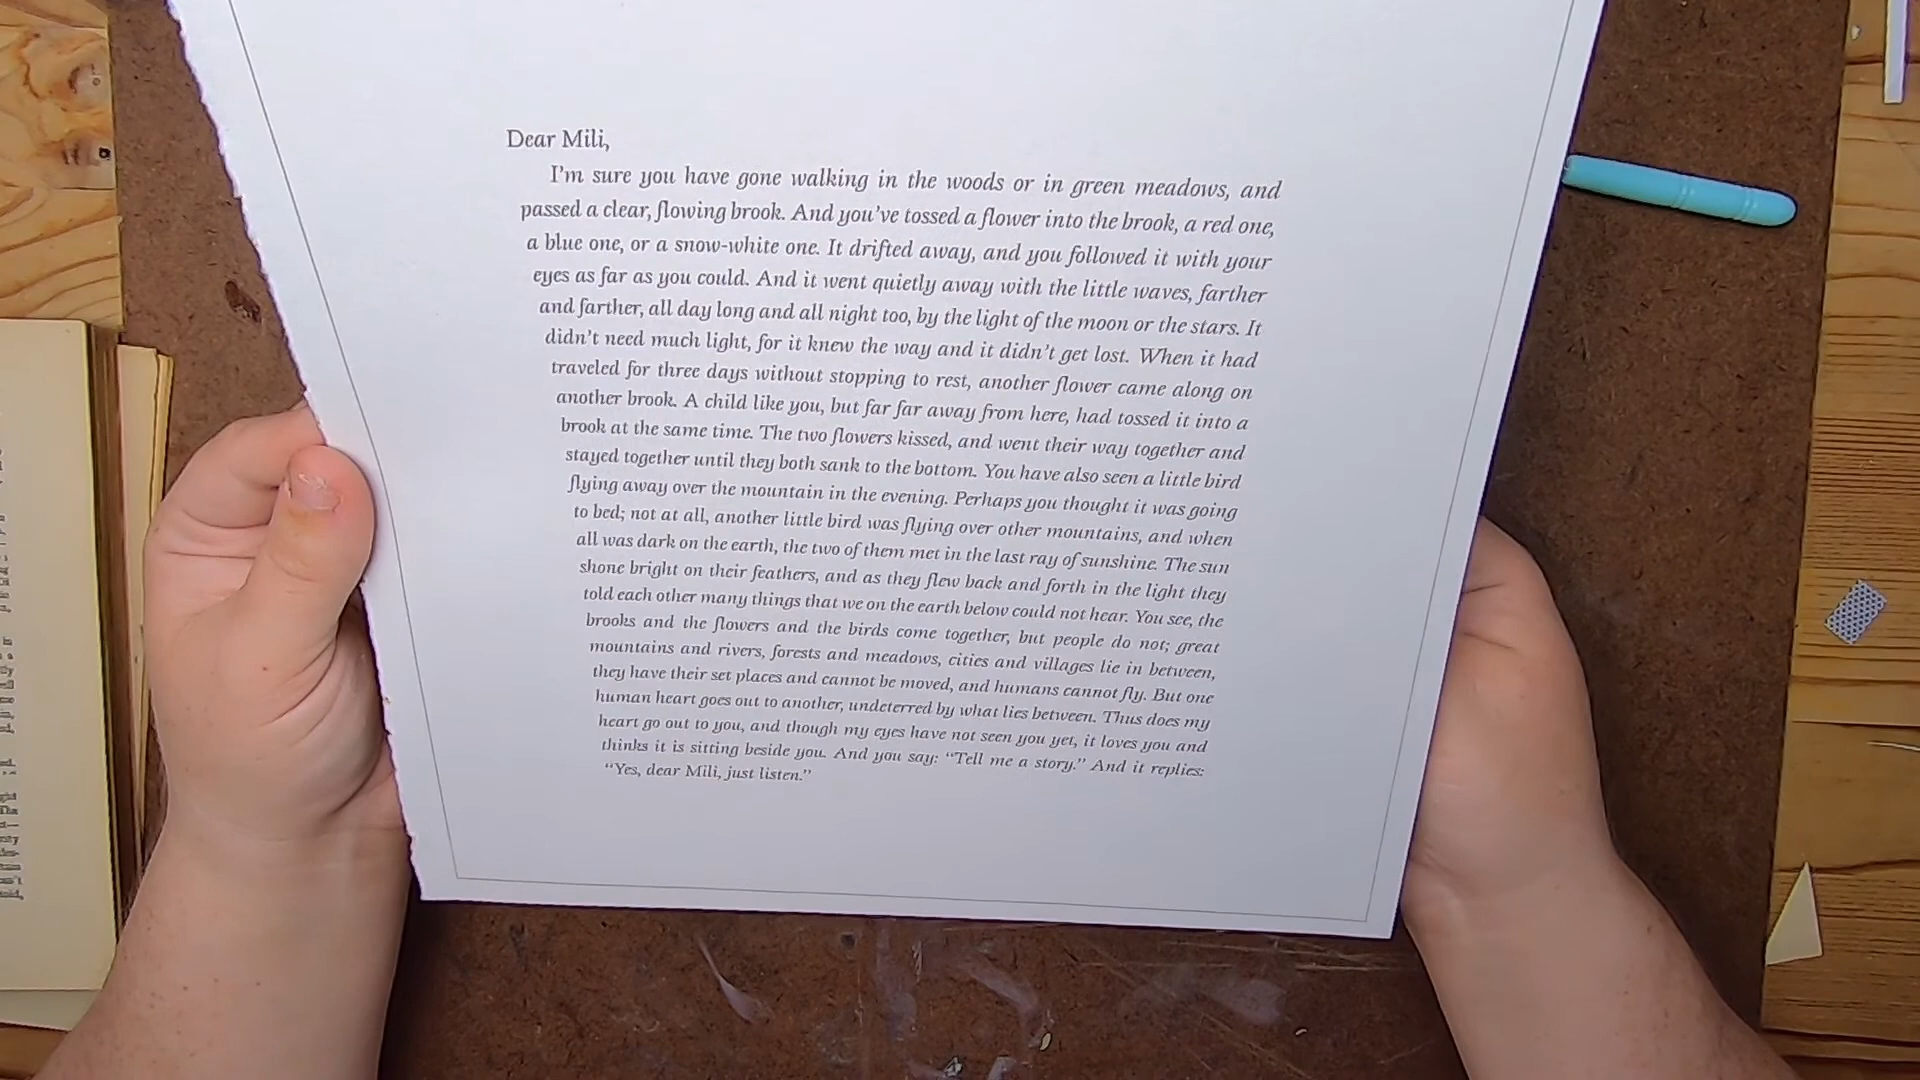 Dear Mili,
I'm sure you have gone walking in the woods or in green meadows, and
passed a clear, flowing brook. And you've tossed a flower into the brook, a red one,
a blue one, or a snow-white one. It drifted away, and you followed it with your
eyes as far as you could. And it went quietly away with the little waves, farther
and farther, all day long and all night too, by the light of the moon or the stars. It
didn't need much light, for it knew the way and it didn't get lost. When it had
traveled for three days without stopping to rest, another flower came along on
another brook. A child like you, but far far away from here, had tossed it into a
brook at the same time. The two flowers kissed, and went their way together and
stayed together until they both sank to the bottom. You have also seen a little bird
flying away over the mountain in the evening. Perhaps you thought it was going
to bed; not at all, another little bird was flying over other mountains, and when
all was dark on the earth, the two of them met in the last ray of sunshine. The sun
shone bright on their feathers, and as they flew back and forth in the light they
told each other many things that we on the earth below could not hear. You see, the
brooks and the flowers and the birds come together, but people do not; great
mountains and rivers, forests and meadows, cities and villages lie in between,
they have their set places and cannot be moved, and humans cannot fly. But one
human heart goes out to another, undeterred by what lies between. Thus does my
heart go out to you, and though my eyes have not seen you yet, it loves you and
thinks it is sitting beside you. And you say: "Tell me a story." And it replies:
"Yes, dear Mili, just listen."